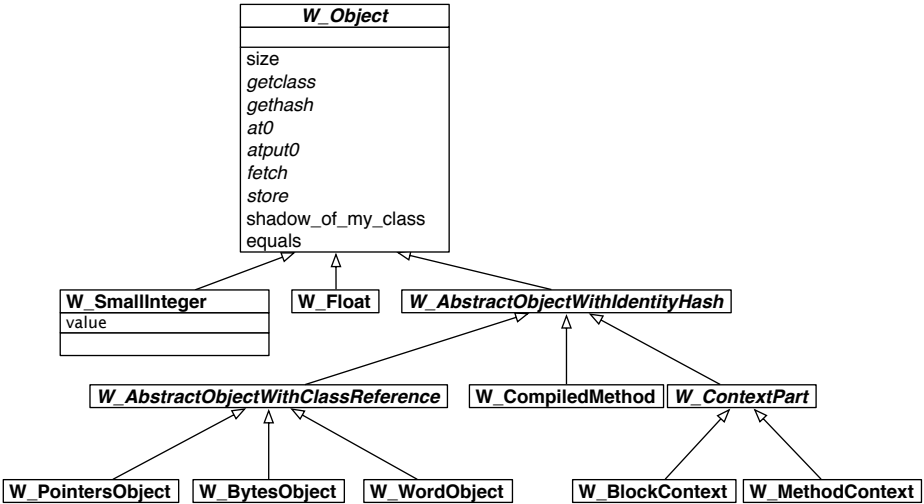 W_Object
size
getclass
gethash
at0
atput0
fetch
store
shadow_of_my_class
equals
W_SmallInteger
value
W_Float
W_AbstractObjectWithIdentityHash
W_AbstractObjectWithClassReference
W_CompiledMethod
W_ContextPart
W_PointersObject
W_BytesObject
W_WordObject
W_BlockContext
W_MethodContext